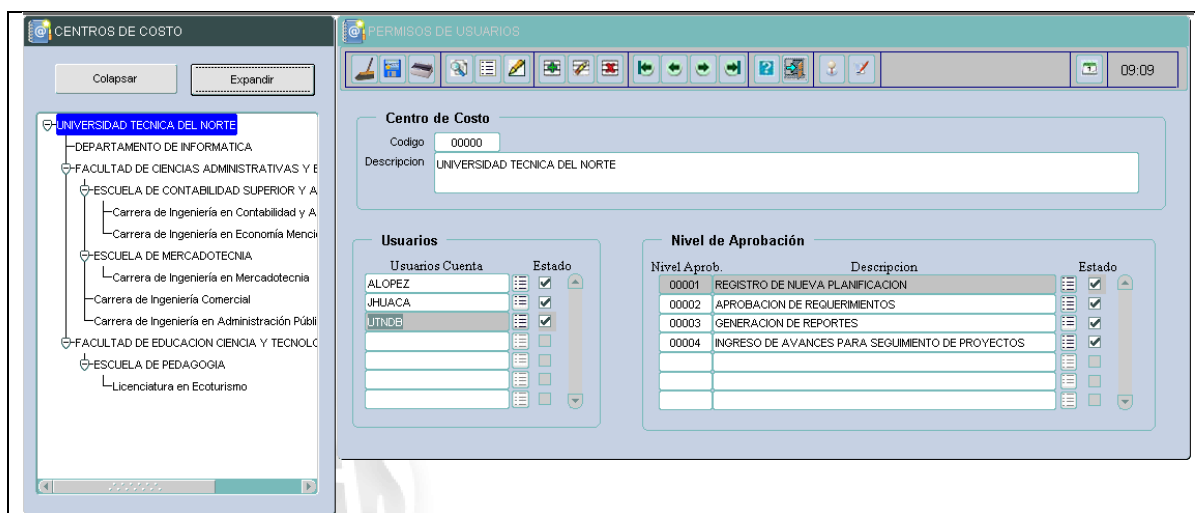 CENTROS DE COSTO
Colapsar Expandir
UNIVERSIDAD TECNICA DEL NORTE
DEPARTAMENTO DE INFORMATICA
FACULTAD DE CIENCIAS ADMINISTRATIVAS Y E
ESCUELA DE CONTABILIDAD SUPERIOR Y A
Carrera de Ingeniería en Contabilidad y A
Carrera de Ingeniería en Economía Menci
ESCUELA DE MERCADOTECNIA
Carrera de Ingeniería en Mercadotecnia
Carrera de Ingeniería Comercial
Carrera de Ingeniería en Administración Públi
FACULTAD DE EDUCACION CIENCIA Y TECNOLC
ESCUELA DE PEDAGOGIA
Licenciatura en Ecoturismo
PERMISOS DE USUARIOS
09:09
Centro de Costo
Codigo 00000
Descripcion UNIVERSIDAD TECNICA DEL NORTE
Usuarios
Usuarios Cuenta Estado
ALOPEZ
JHUACA
UTNDB
Nivel de Aprobación
Nivel Aprob. Descripcion Estado
00001 REGISTRO DE NUEVA PLANIFICACION
00002 APROBACION DE REQUERIMIENTOS
00003 GENERACION DE REPORTES
00004 INGRESO DE AVANCES PARA SEGUIMIENTO DE PROYECTOS